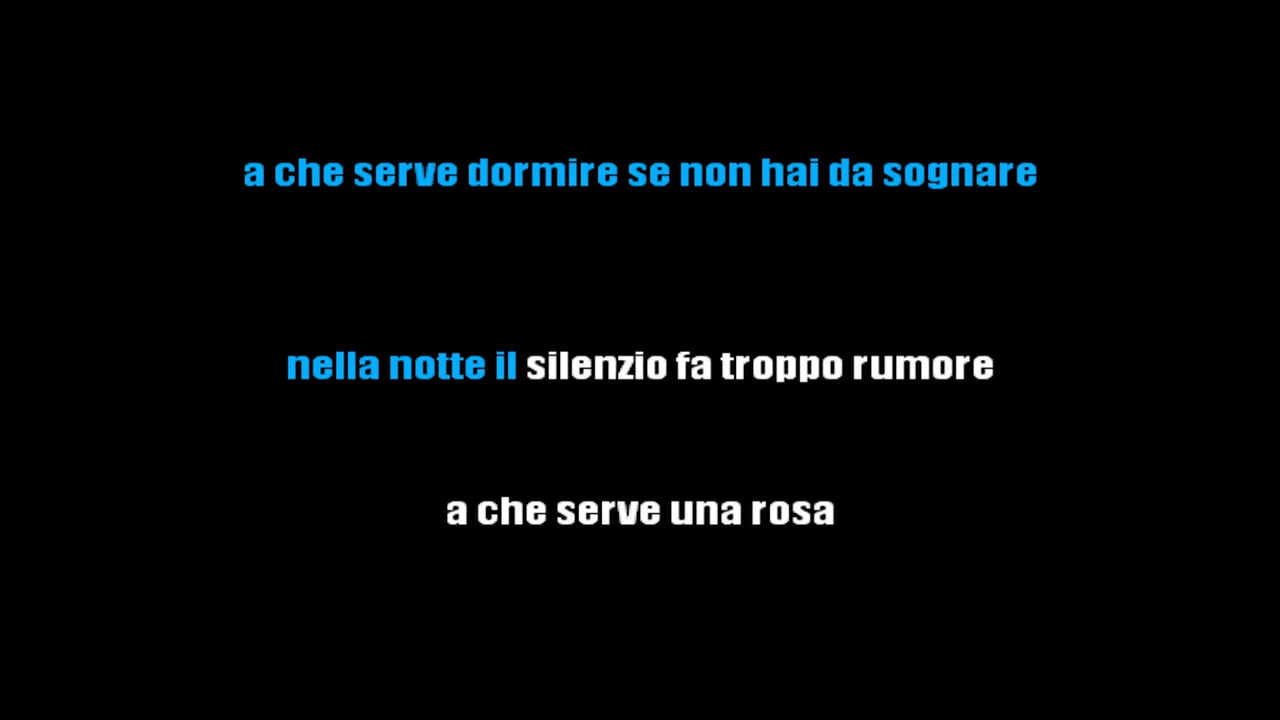 a che serve dormire se non hai da sognare
nella notte il silenzio fa troppo rumore
a che serve una rosa